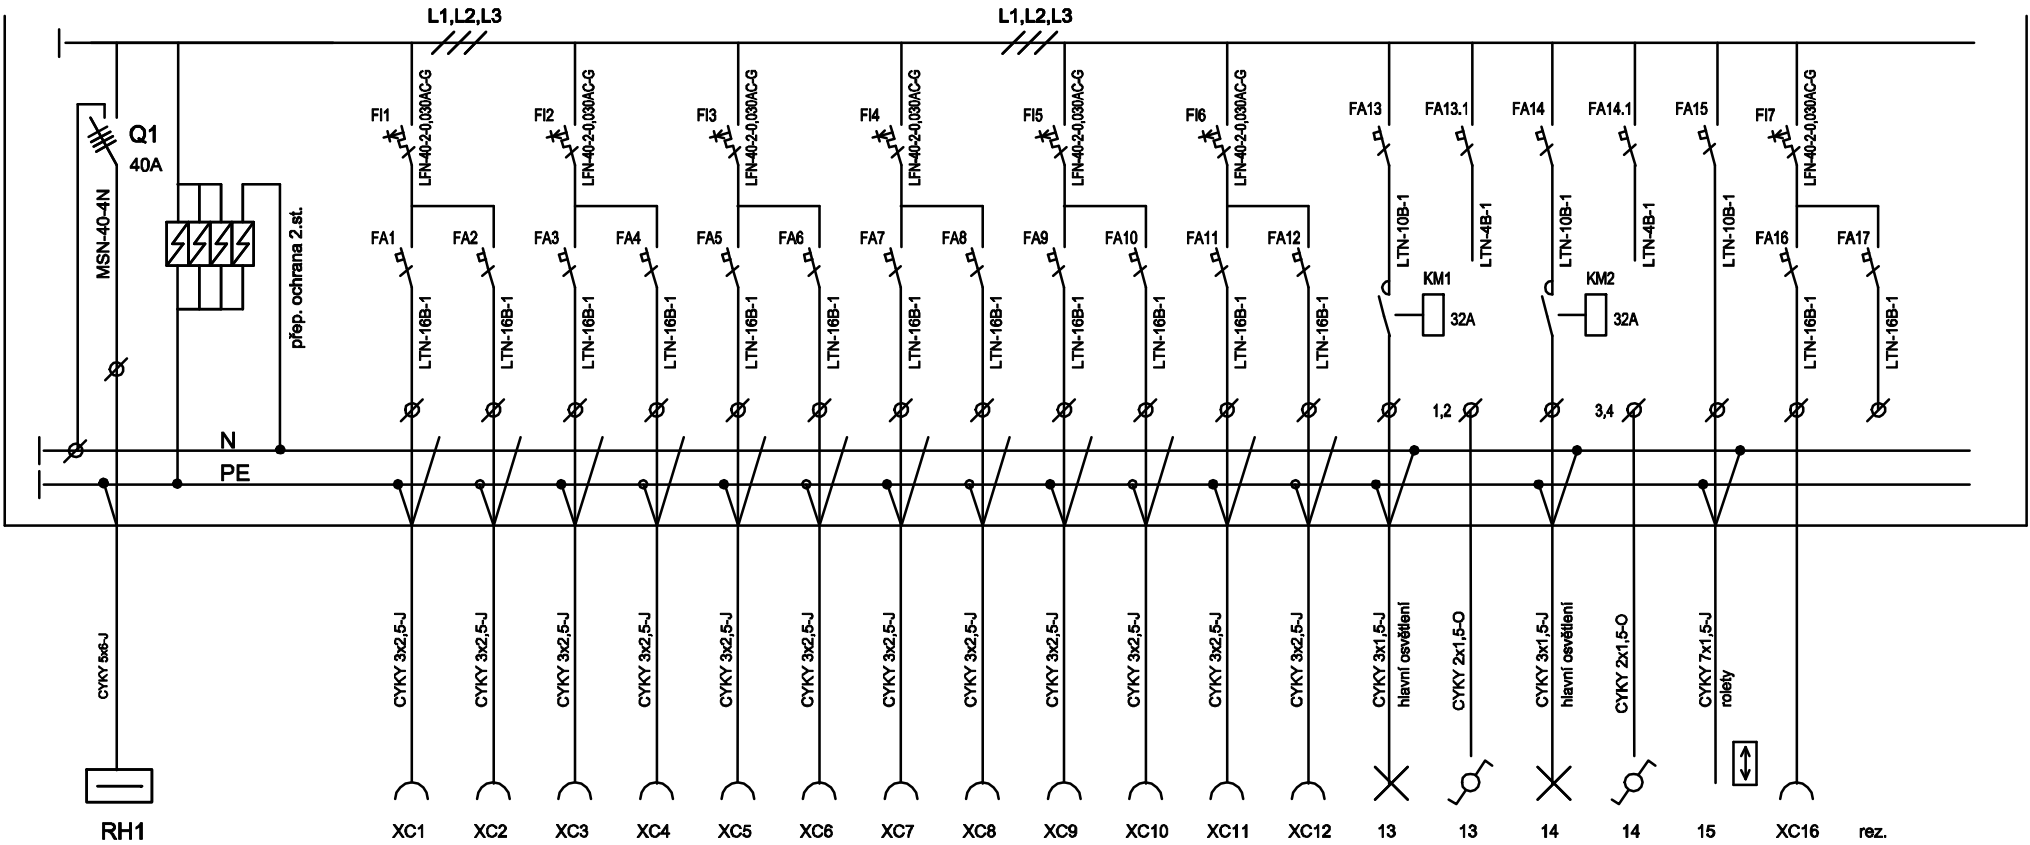 L1,L2,L3
L1,L2,L3
Q1
40A
MSN-40-4N
přep. ochrana 2.st.
FI1
LFN-40-2-0,030AC-G
FI2
LFN-40-2-0,030AC-G
FI3
LFN-40-2-0,030AC-G
FI4
LFN-40-2-0,030AC-G
FI5
LFN-40-2-0,030AC-G
FI6
LFN-40-2-0,030AC-G
FA13
LTN-10B-1
FA13.1
LTN-4B-1
FA14
LTN-10B-1
FA14.1
LTN-4B-1
FA15
LTN-10B-1
FI7
LFN-40-2-0,030AC-G
FA1
LTN-16B-1
FA2
LTN-16B-1
FA3
LTN-16B-1
FA4
LTN-16B-1
FA5
LTN-16B-1
FA6
LTN-16B-1
FA7
LTN-16B-1
FA8
LTN-16B-1
FA9
LTN-16B-1
FA10
LTN-16B-1
FA11
LTN-16B-1
FA12
LTN-16B-1
KM1
32A
KM2
32A
FA16
LTN-16B-1
FA17
LTN-16B-1
1,2
3,4
N
PE
CYKY 5x6-J
CYKY 3x2,5-J
CYKY 3x2,5-J
CYKY 3x2,5-J
CYKY 3x2,5-J
CYKY 3x2,5-J
CYKY 3x2,5-J
CYKY 3x2,5-J
CYKY 3x2,5-J
CYKY 3x2,5-J
CYKY 3x2,5-J
CYKY 3x2,5-J
CYKY 3x2,5-J
CYKY 3x1,5-J
hlavní osvětlení
CYKY 2x1,5-O
CYKY 3x1,5-J
hlavní osvětlení
CYKY 2x1,5-O
CYKY 7x1,5-J
rolety
RH1
XC1
XC2
XC3
XC4
XC5
XC6
XC7
XC8
XC9
XC10
XC11
XC12
13
13
14
14
15
XC16
rez.